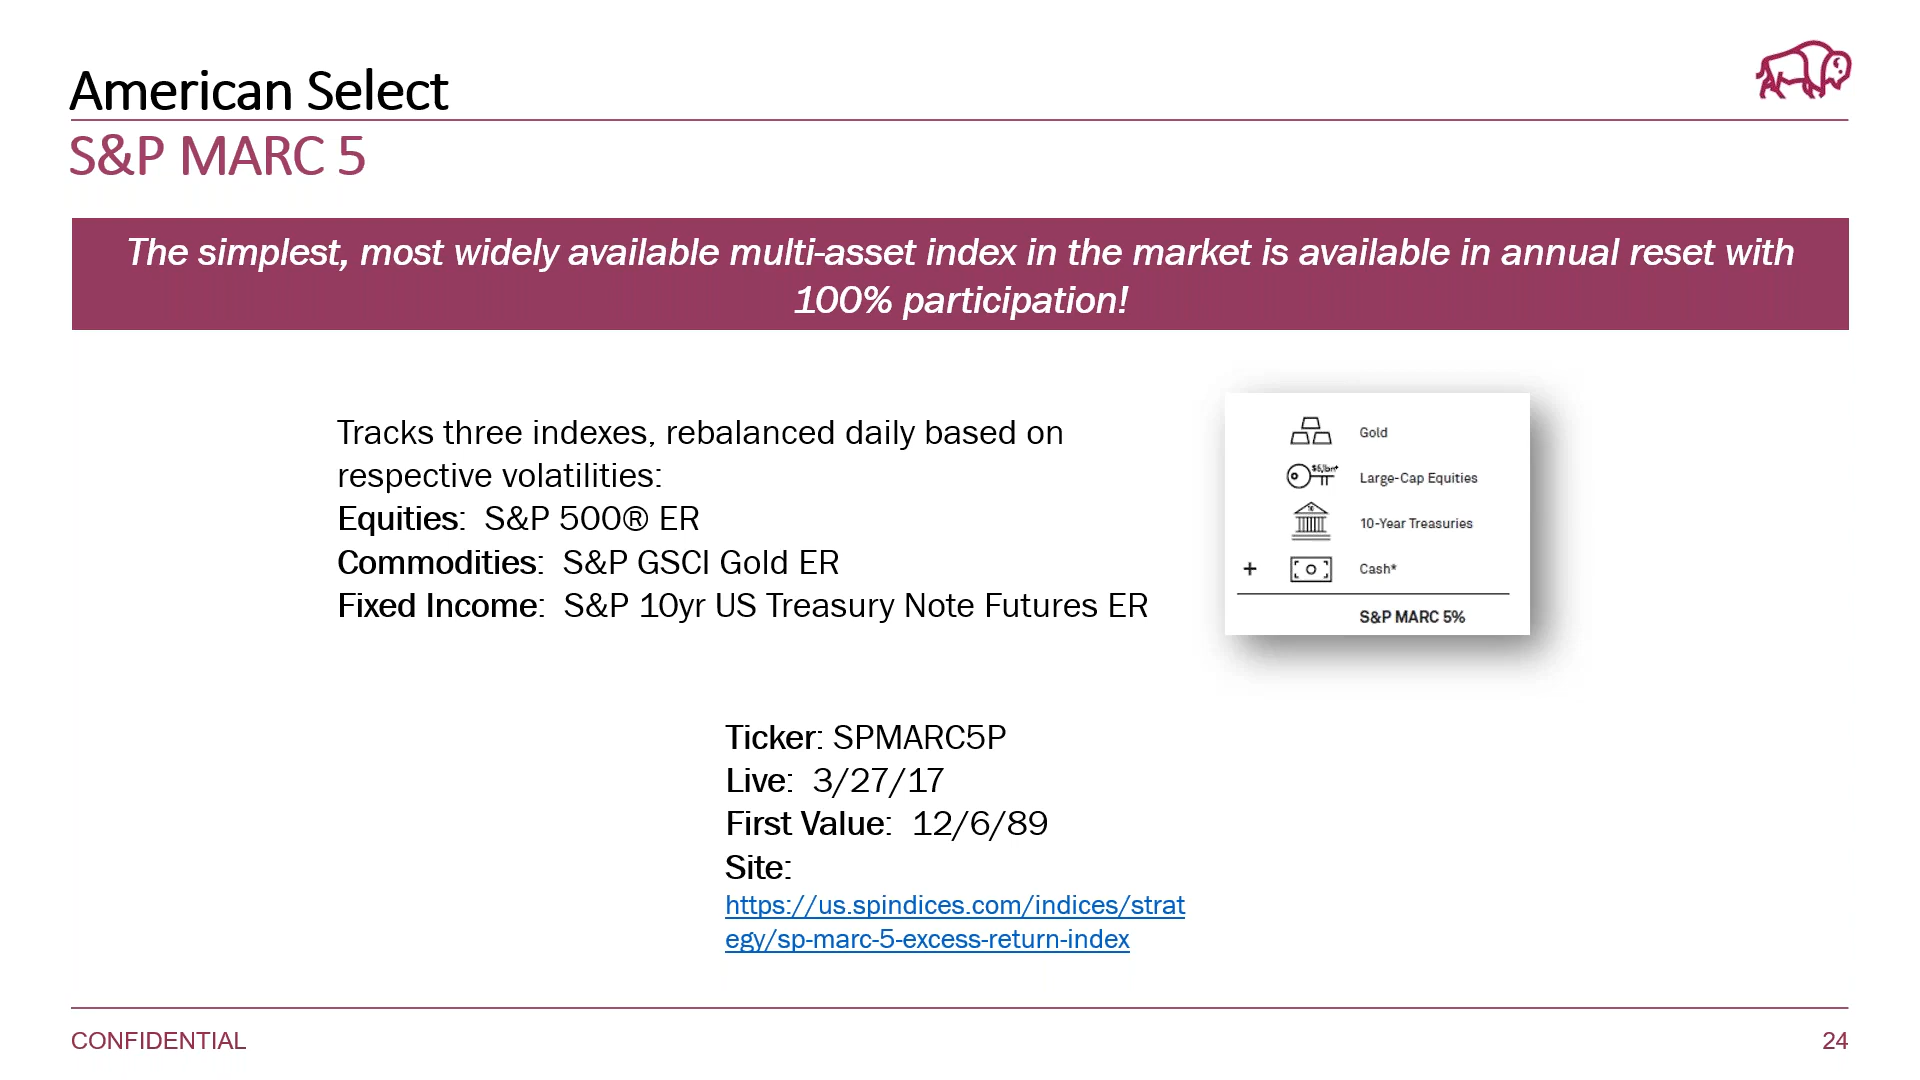 American Select
S&P MARC 5
The simplest, most widely available multi-asset index in the market is available in annual reset with
100% participation!
Tracks three indexes, rebalanced daily based on
respective volatilities:
Equities:  S&P 500® ER
Commodities:  S&P GSCI Gold ER
Fixed Income:  S&P 10yr US Treasury Note Futures ER
Gold
Large-Cap Equities
10-Year Treasuries
+ Cash*
S&P MARC 5%
Ticker: SPMARC5P
Live:  3/27/17
First Value:  12/6/89
Site:
https://us.spindices.com/indices/strat
egy/sp-marc-5-excess-return-index
CONFIDENTIAL
24